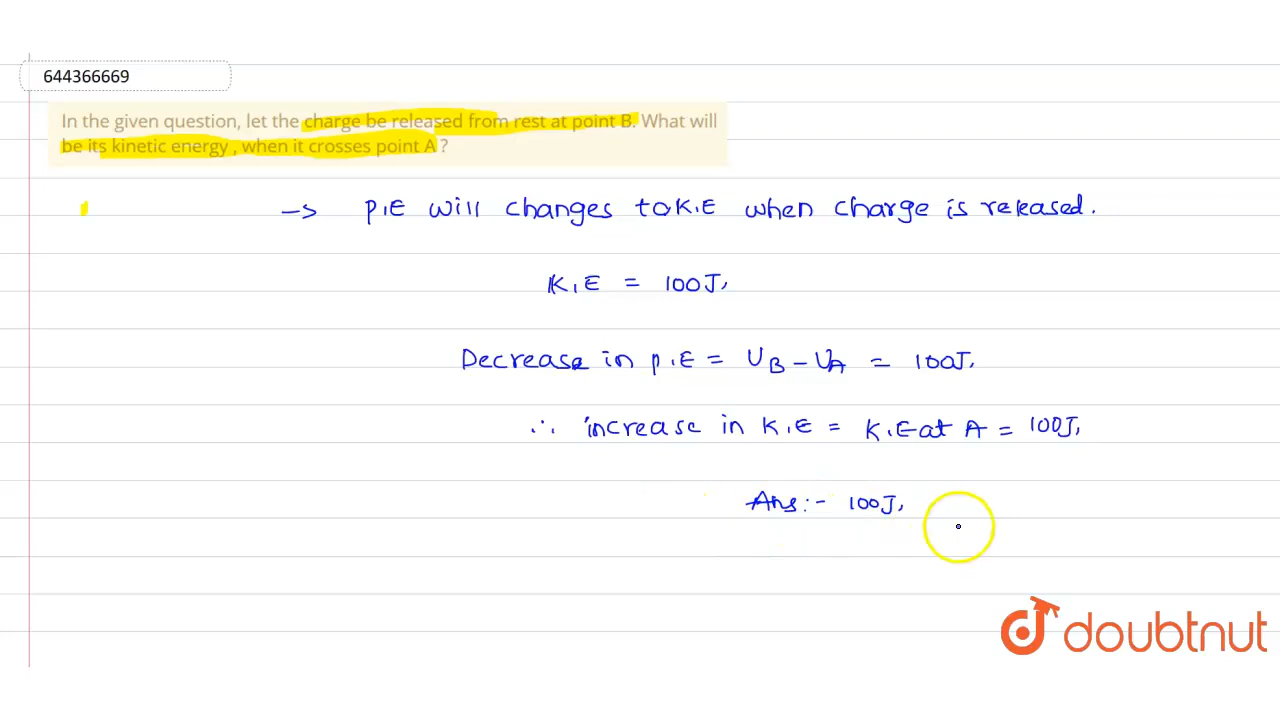 644366669
In the given question, let the charge be released from rest at point B. What will
be its kinetic energy , when it crosses point A ?
→ P.E will changes to K.E when charge is released.
K.E = 100J,
Decrease in P.E = UB - UA = 100J,
∴ increase in K.E = K.E at A = 100J,
Ans:- 100J,
doubtnut